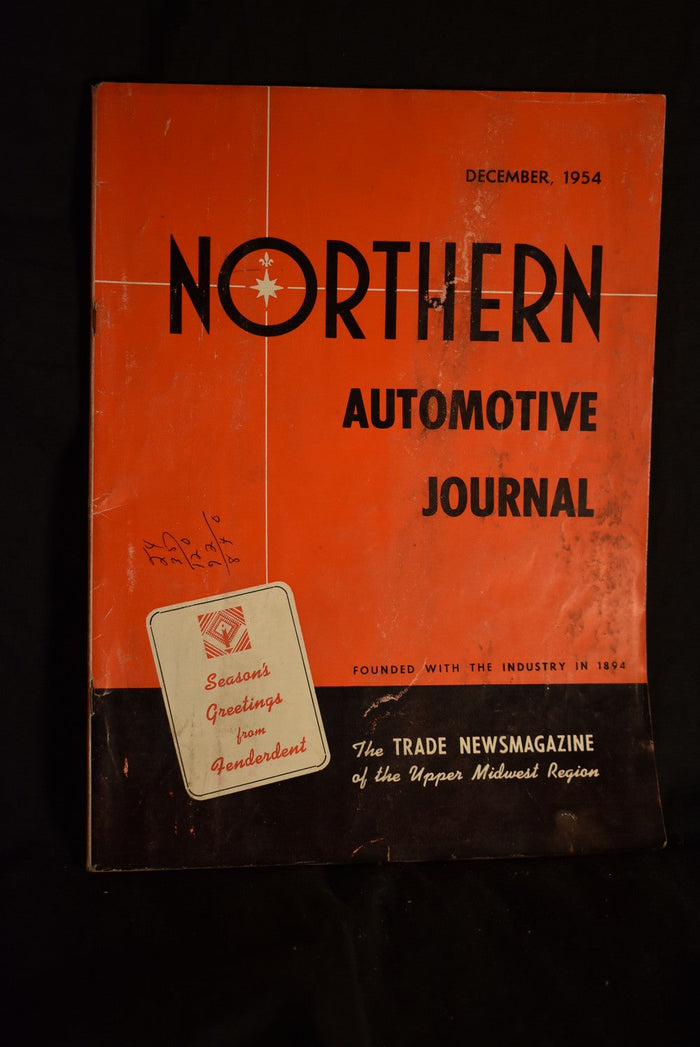 DECEMBER, 1954
NORTHERN
AUTOMOTIVE
JOURNAL
FOUNDED WITH THE INDUSTRY IN 1894
Season's
Greetings
from
Fenderdent
The TRADE NEWSMAGAZINE
of the Upper Midwest Region